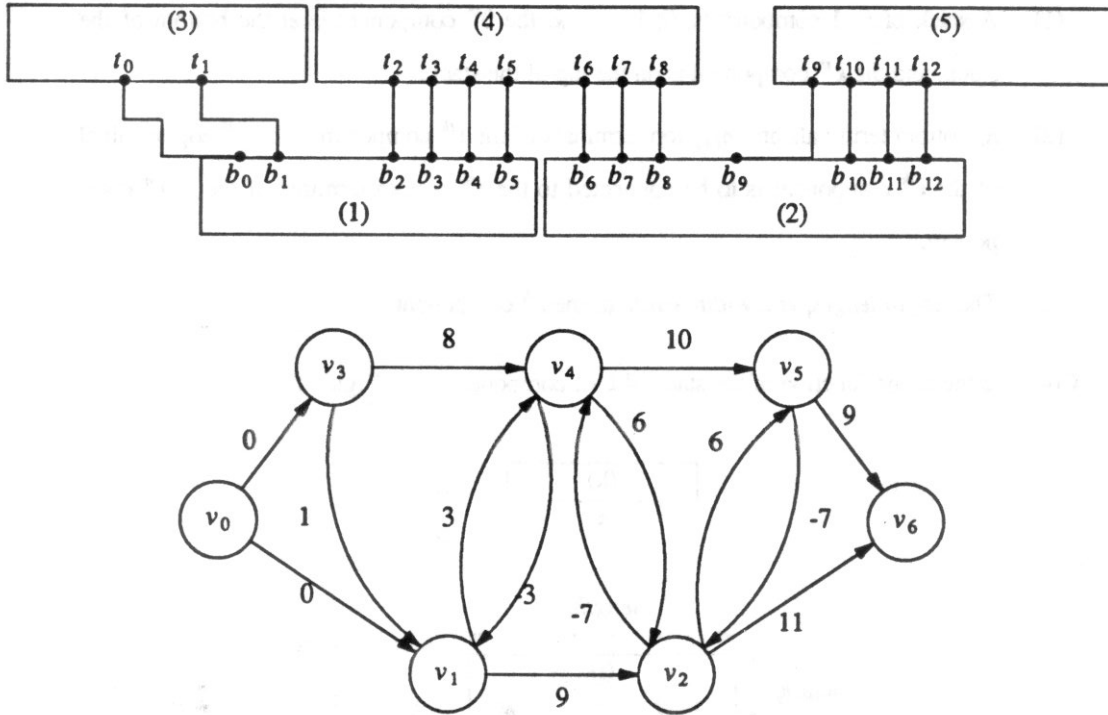 (3) (4) (5)
t₀ t₁ t₂ t₃ t₄ t₅ t₆ t₇ t₈ t₉ t₁₀ t₁₁ t₁₂
b₀ b₁ b₂ b₃ b₄ b₅ b₆ b₇ b₈ b₉ b₁₀ b₁₁ b₁₂
(1) (2)
8 10
v₃ v₄ v₅
0 6 6 9
v₀ 1 3 -7 v₆
0 -3 -7 11
v₁ v₂
9